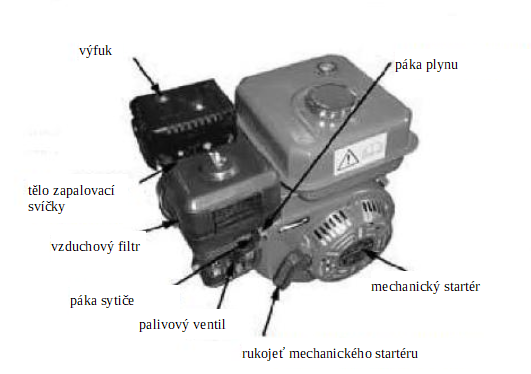 výfuk
páka plynu
tělo zapalovací
svíčky
vzduchový filtr
páka sytiče
mechanický startér
palivový ventil
rukojeť mechanického startéru